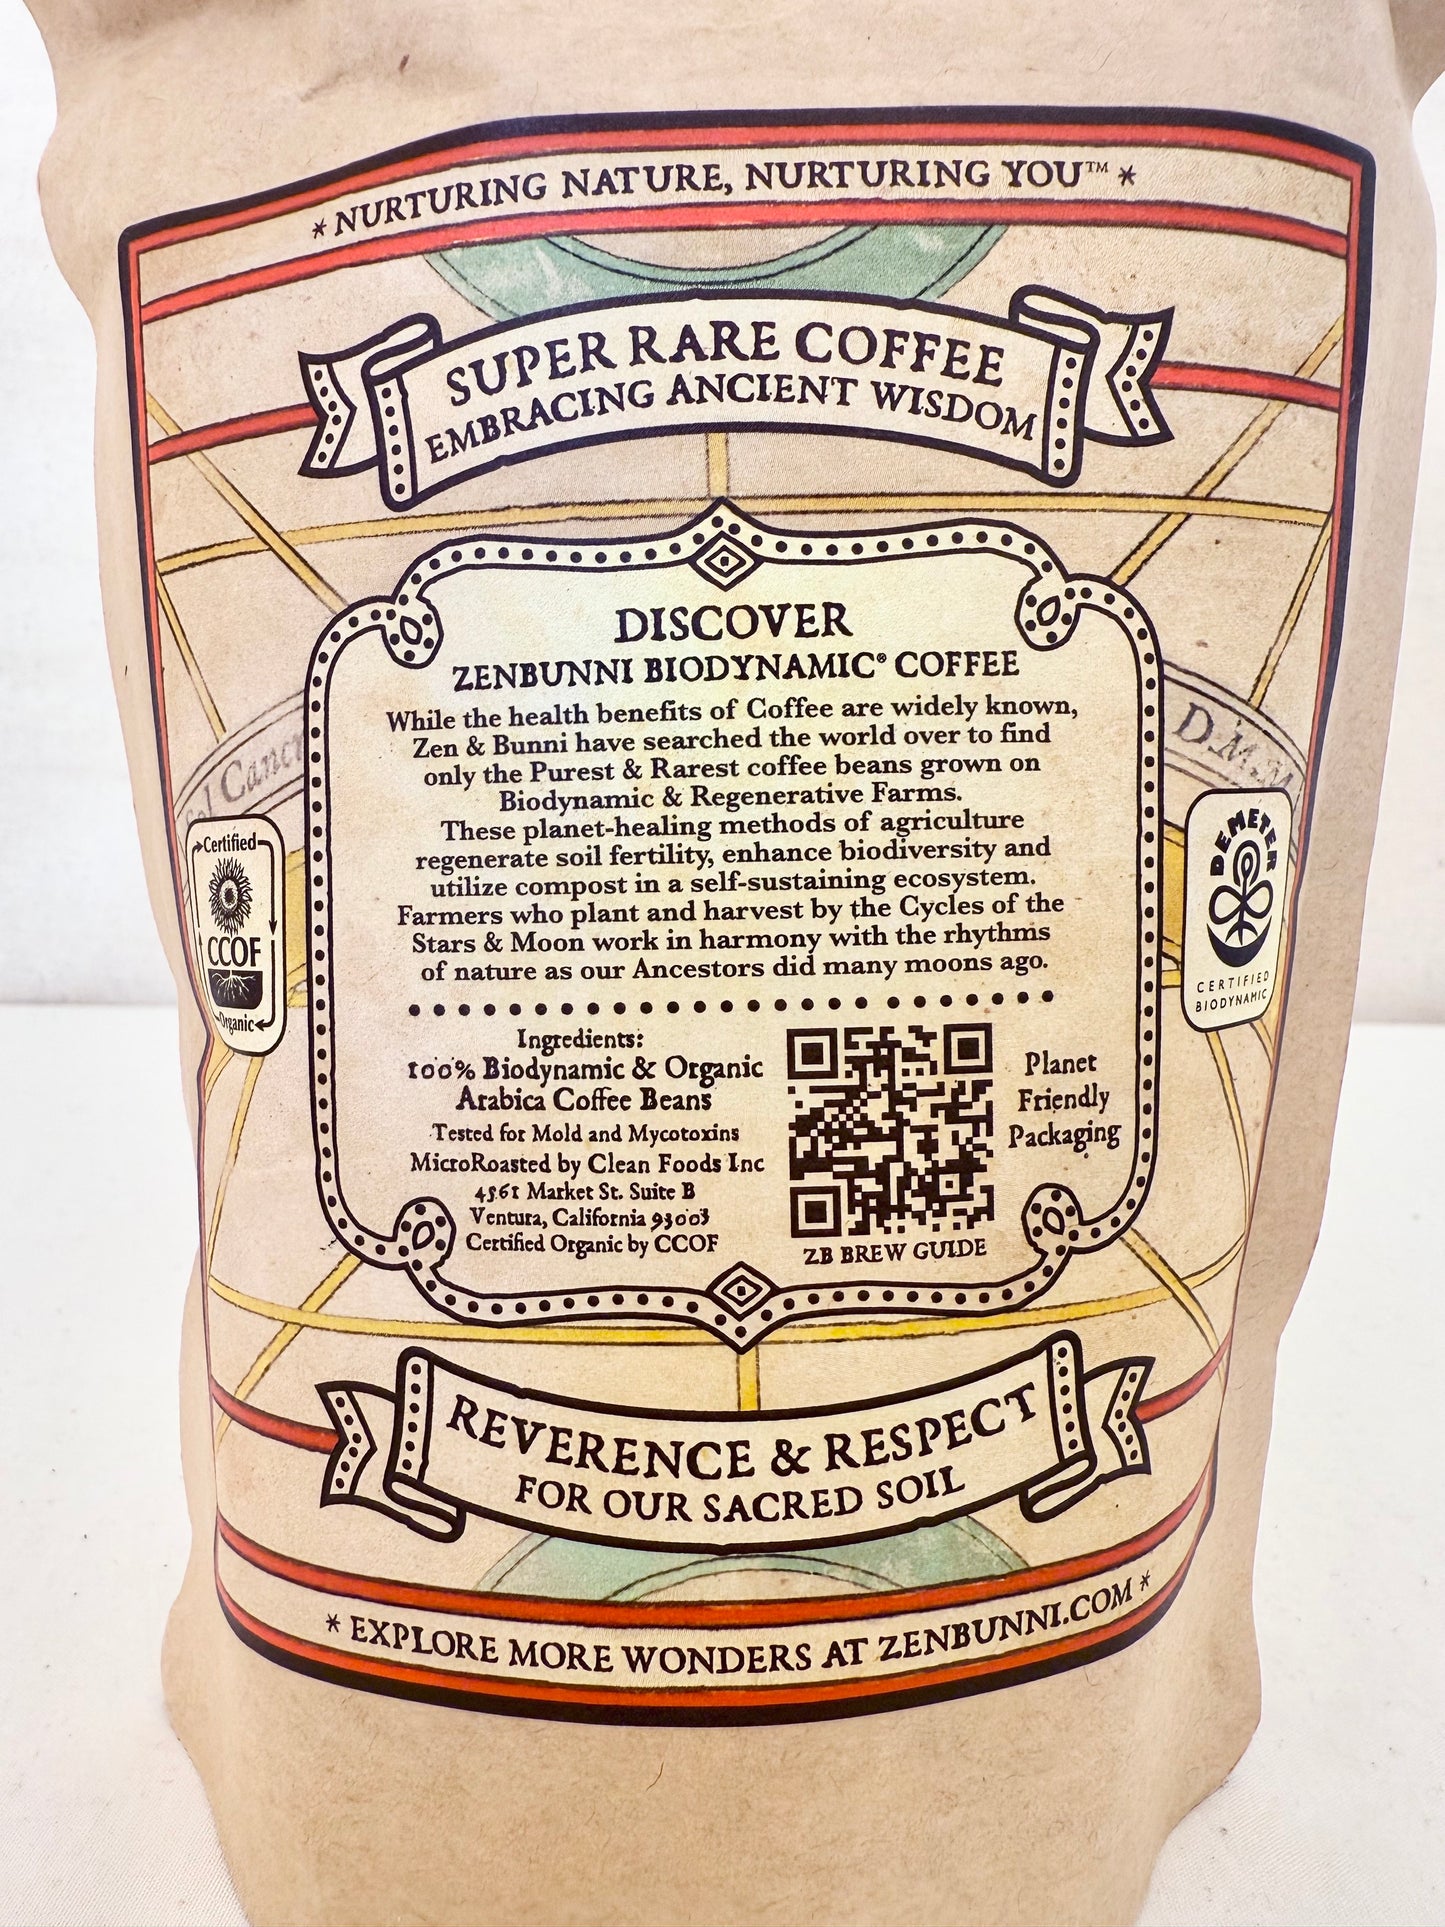 * NURTURING NATURE, NURTURING YOU™ *
SUPER RARE COFFEE
EMBRACING ANCIENT WISDOM
DISCOVER
ZENBUNNI BIODYNAMIC® COFFEE
While the health benefits of Coffee are widely known,
Zen & Bunni have searched the world over to find
only the Purest & Rarest coffee beans grown on
Biodynamic & Regenerative Farms.
These planet-healing methods of agriculture
regenerate soil fertility, enhance biodiversity and
utilize compost in a self-sustaining ecosystem.
Farmers who plant and harvest by the Cycles of the
Stars & Moon work in harmony with the rhythms
of nature as our Ancestors did many moons ago.
D.M.M
Certified
CCOF
Organic
DEMETER
CERTIFIED
BIODYNAMIC
Ingredients:
100% Biodynamic & Organic
Arabica Coffee Beans
Tested for Mold and Mycotoxins
MicroRoasted by Clean Foods Inc
4561 Market St. Suite B
Ventura, California 93003
Certified Organic by CCOF
ZB BREW GUIDE
Planet
Friendly
Packaging
REVERENCE & RESPECT
FOR OUR SACRED SOIL
* EXPLORE MORE WONDERS AT ZENBUNNI.COM *